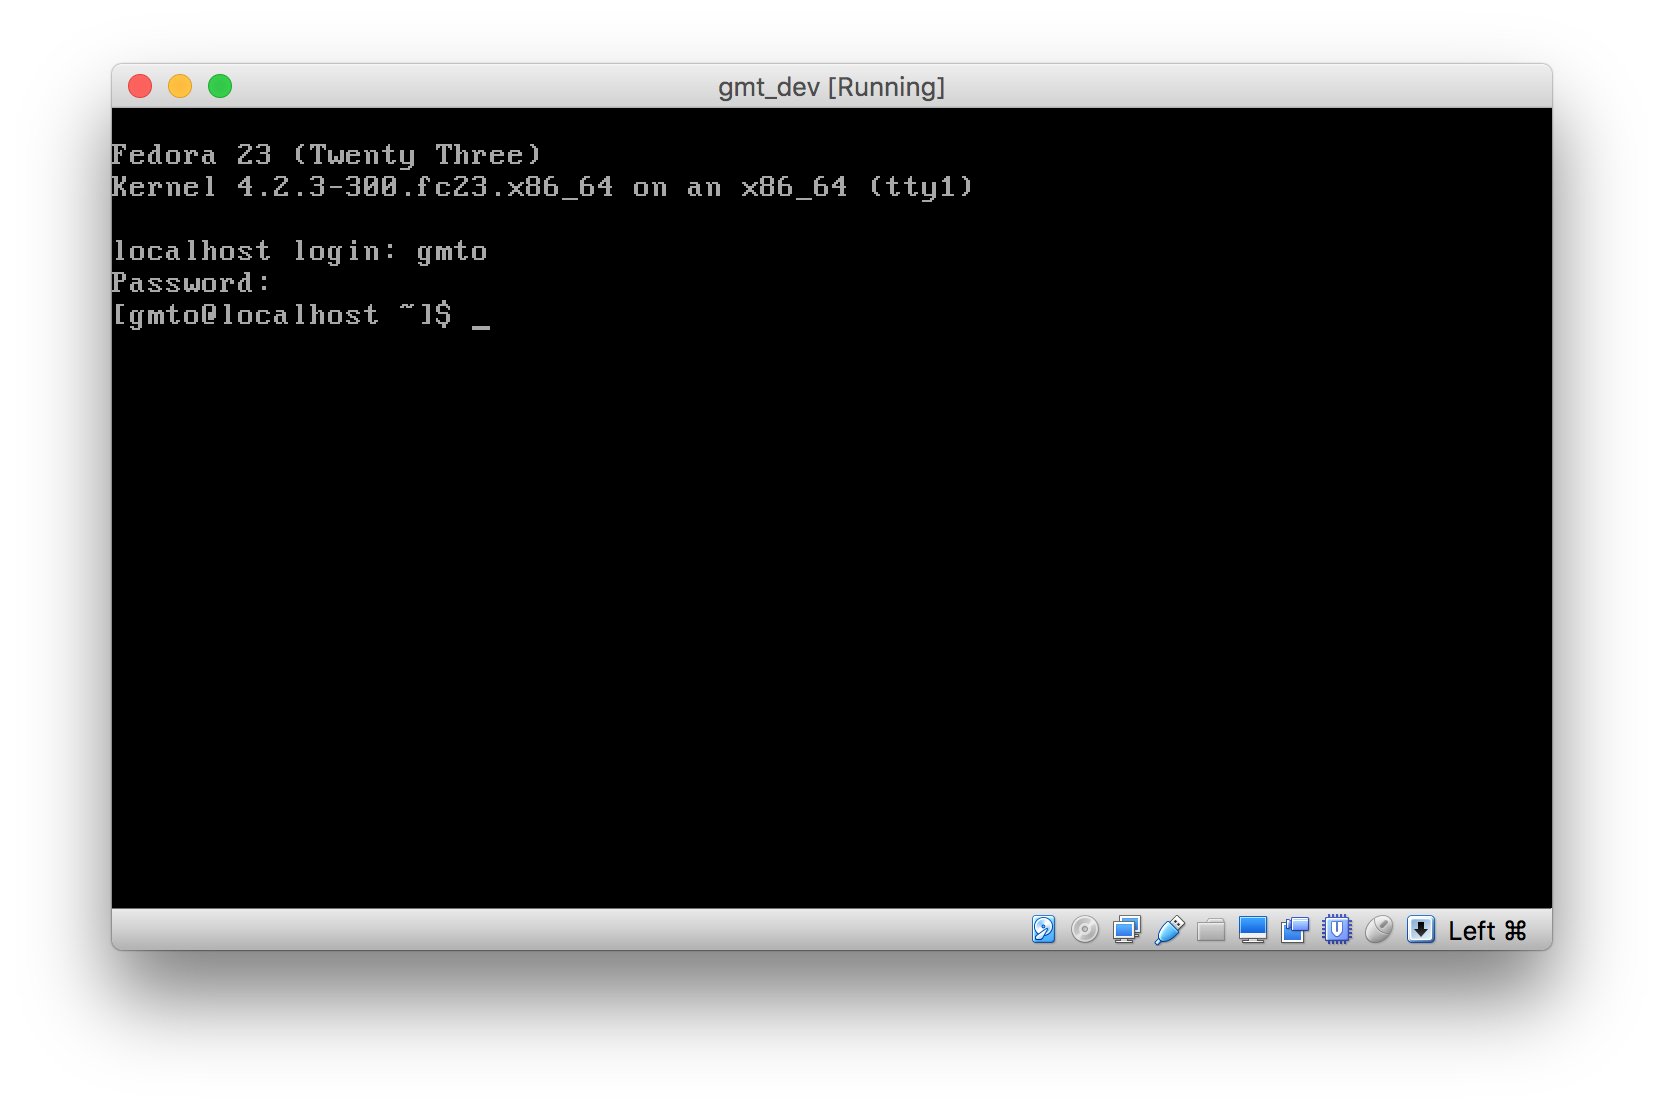 gmt_dev [Running]
Fedora 23 (Twenty Three)
Kernel 4.2.3-300.fc23.x86_64 on an x86_64 (tty1)
localhost login: gmto
Password:
[gmto@localhost ~]$ _
Left ⌘